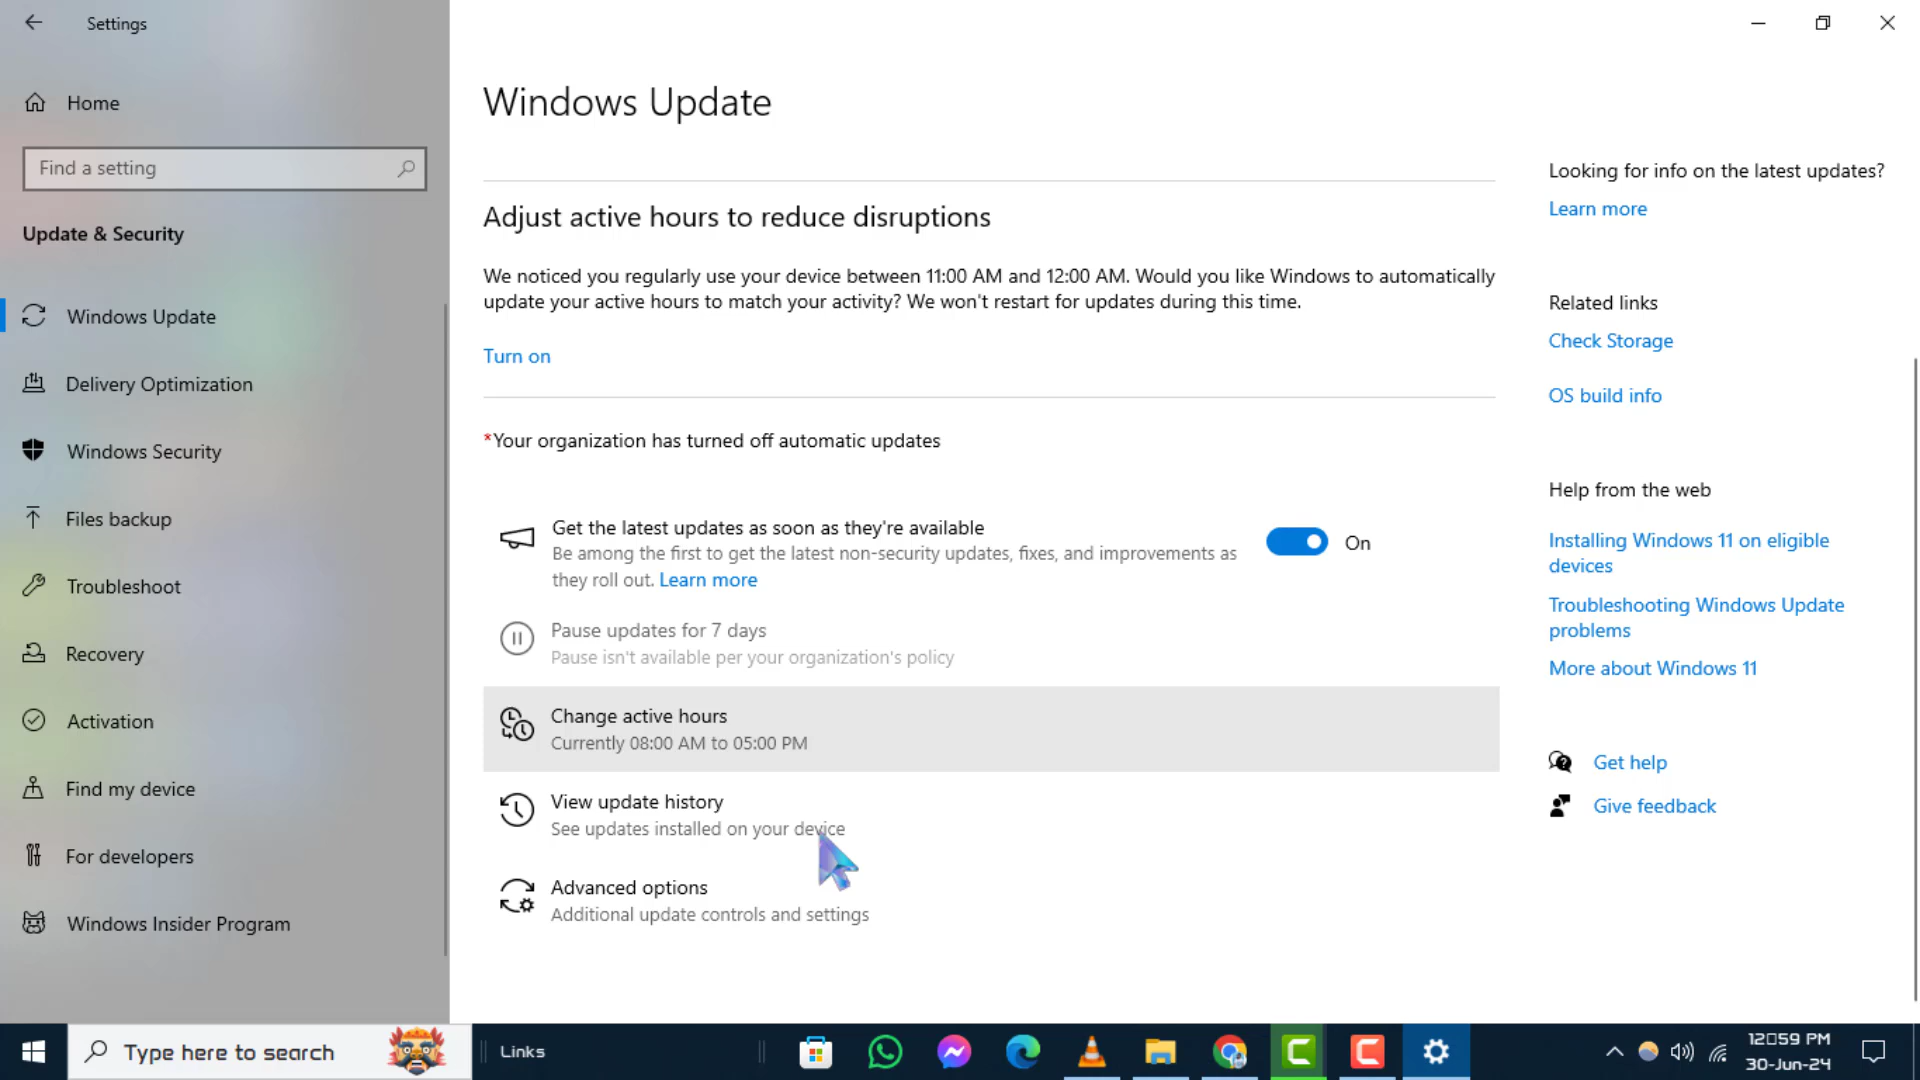 Settings
Home
Find a setting
Update & Security
Windows Update
Delivery Optimization
Windows Security
Files backup
Troubleshoot
Recovery
Activation
Find my device
For developers
Windows Insider Program
Windows Update
Adjust active hours to reduce disruptions
We noticed you regularly use your device between 11:00 AM and 12:00 AM. Would you like Windows to automatically
update your active hours to match your activity? We won't restart for updates during this time.
Turn on
*Your organization has turned off automatic updates
Get the latest updates as soon as they're available
Be among the first to get the latest non-security updates, fixes, and improvements as
they roll out. Learn more
On
Pause updates for 7 days
Pause isn't available per your organization's policy
Change active hours
Currently 08:00 AM to 05:00 PM
View update history
See updates installed on your device
Advanced options
Additional update controls and settings
Looking for info on the latest updates?
Learn more
Related links
Check Storage
OS build info
Help from the web
Installing Windows 11 on eligible
devices
Troubleshooting Windows Update
problems
More about Windows 11
Get help
Give feedback
Type here to search
Links
12▯59 PM
30-Jun-24